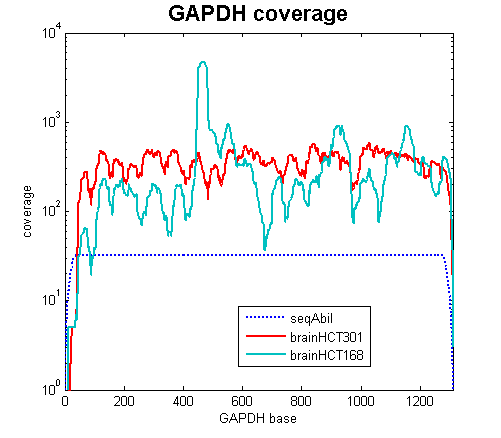 GAPDH coverage
10⁴
10³
10²
10¹
10⁰
coverage
seqAbil
brainHCT301
brainHCT168
0 200 400 600 800 1000 1200
GAPDH base